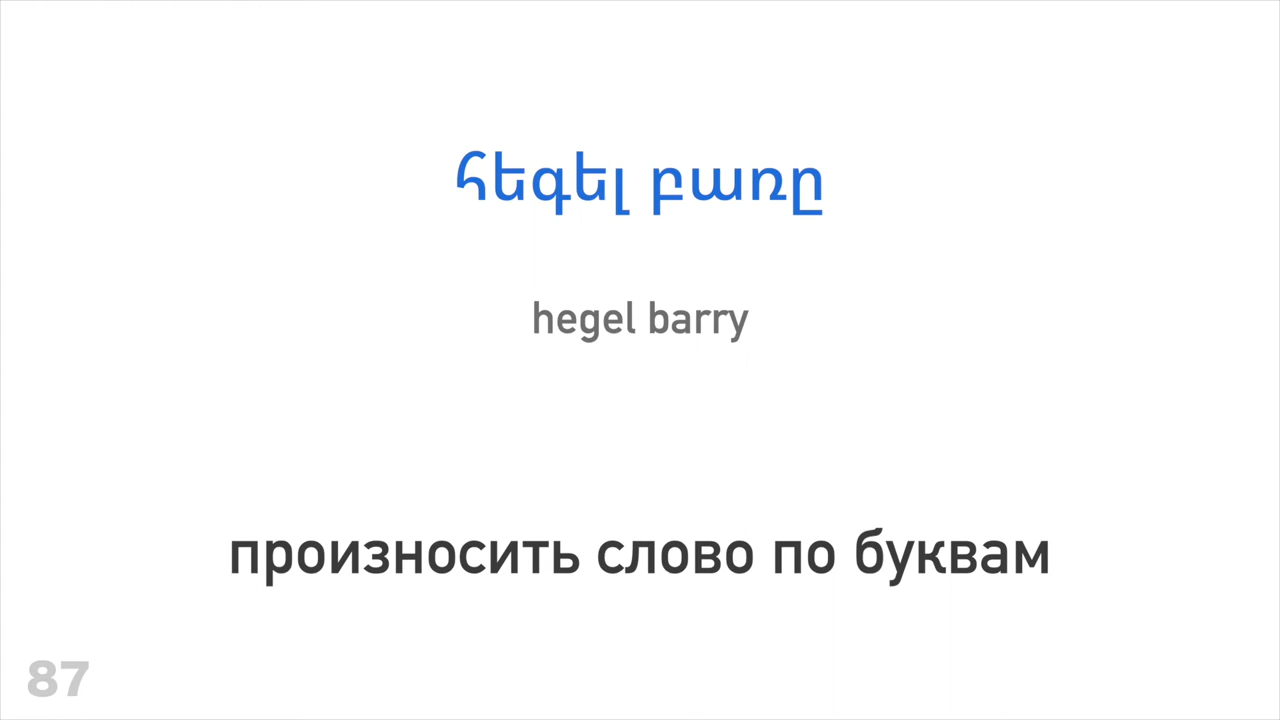 հեգել բառը
hegel barry
произносить слово по буквам
87